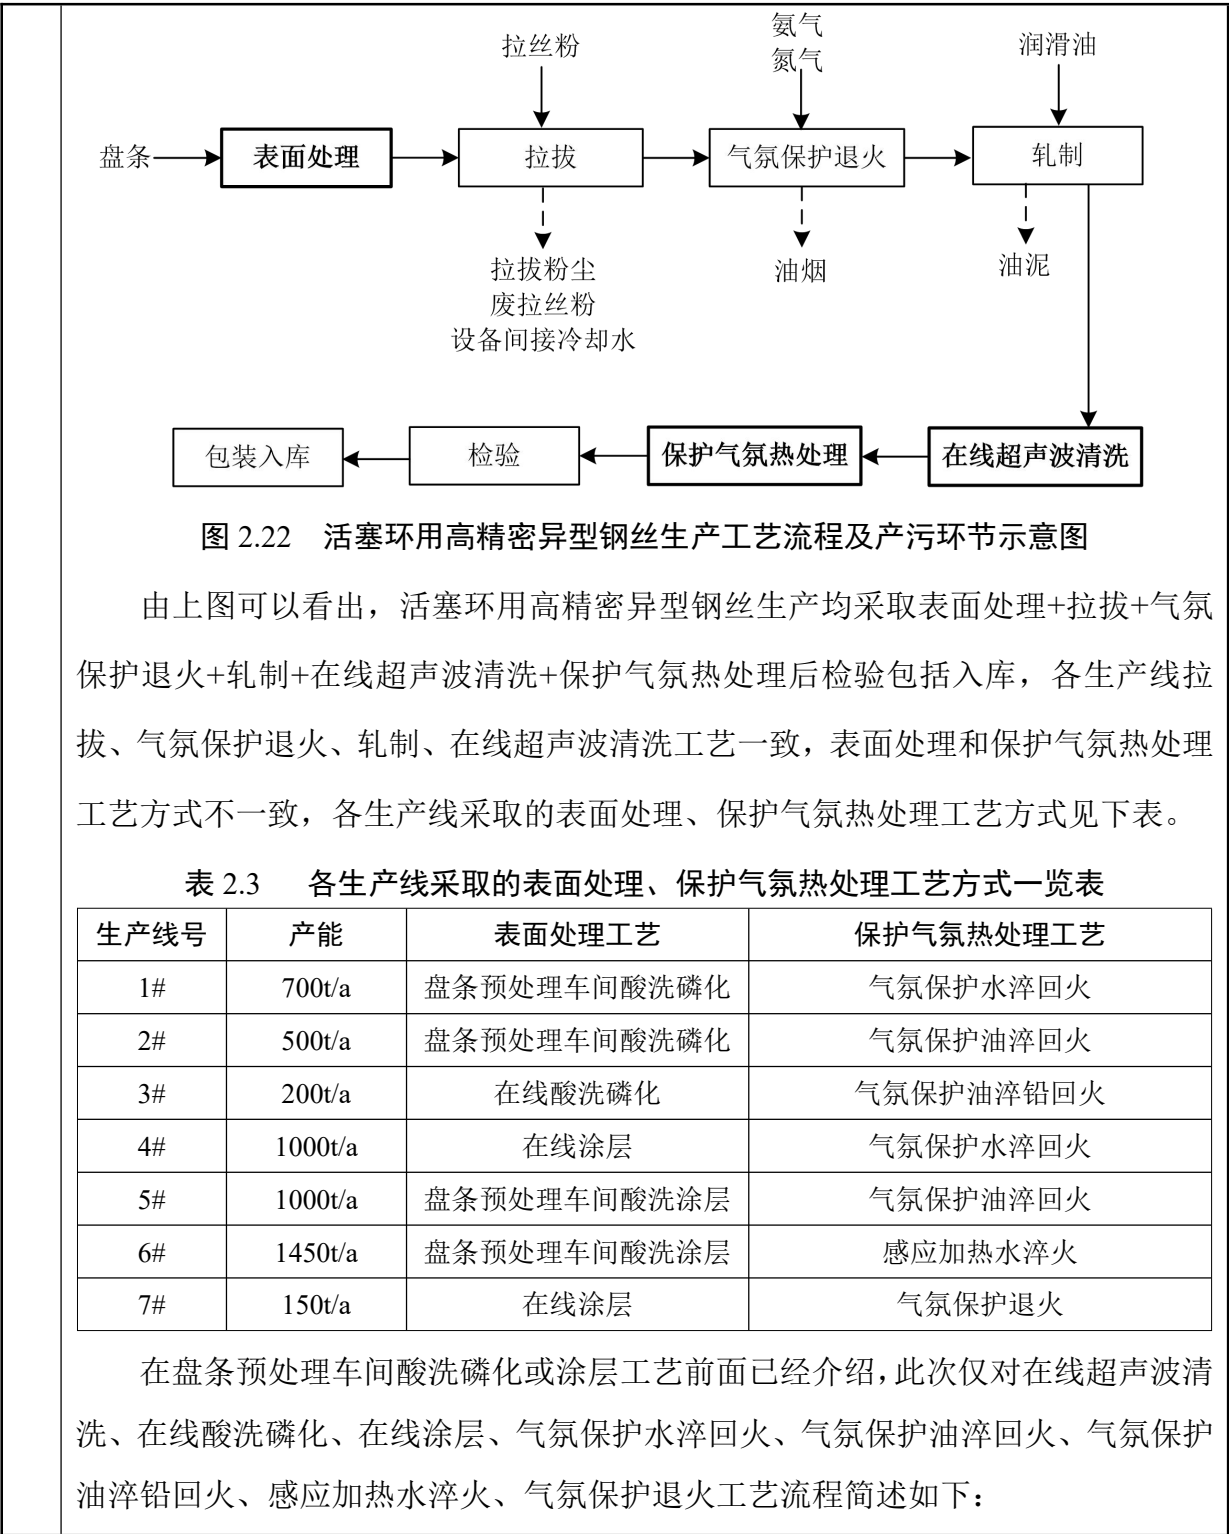 拉丝粉
氨气
氮气
润滑油
盘条
表面处理
拉拔
气氛保护退火
轧制
拉拔粉尘
废拉丝粉
设备间接冷却水
油烟
油泥
包装入库
检验
保护气氛热处理
在线超声波清洗
图 2.22 活塞环用高精密异型钢丝生产工艺流程及产污环节示意图
由上图可以看出，活塞环用高精密异型钢丝生产均采取表面处理+拉拔+气氛
保护退火+轧制+在线超声波清洗+保护气氛热处理后检验包括入库，各生产线拉
拔、气氛保护退火、轧制、在线超声波清洗工艺一致，表面处理和保护气氛热处理
工艺方式不一致，各生产线采取的表面处理、保护气氛热处理工艺方式见下表。
表 2.3 各生产线采取的表面处理、保护气氛热处理工艺方式一览表
生产线号 产能 表面处理工艺 保护气氛热处理工艺
1# 700t/a 盘条预处理车间酸洗磷化 气氛保护水淬回火
2# 500t/a 盘条预处理车间酸洗磷化 气氛保护油淬回火
3# 200t/a 在线酸洗磷化 气氛保护油淬铅回火
4# 1000t/a 在线涂层 气氛保护水淬回火
5# 1000t/a 盘条预处理车间酸洗涂层 气氛保护油淬回火
6# 1450t/a 盘条预处理车间酸洗涂层 感应加热水淬火
7# 150t/a 在线涂层 气氛保护退火
在盘条预处理车间酸洗磷化或涂层工艺前面已经介绍，此次仅对在线超声波清
洗、在线酸洗磷化、在线涂层、气氛保护水淬回火、气氛保护油淬回火、气氛保护
油淬铅回火、感应加热水淬火、气氛保护退火工艺流程简述如下：